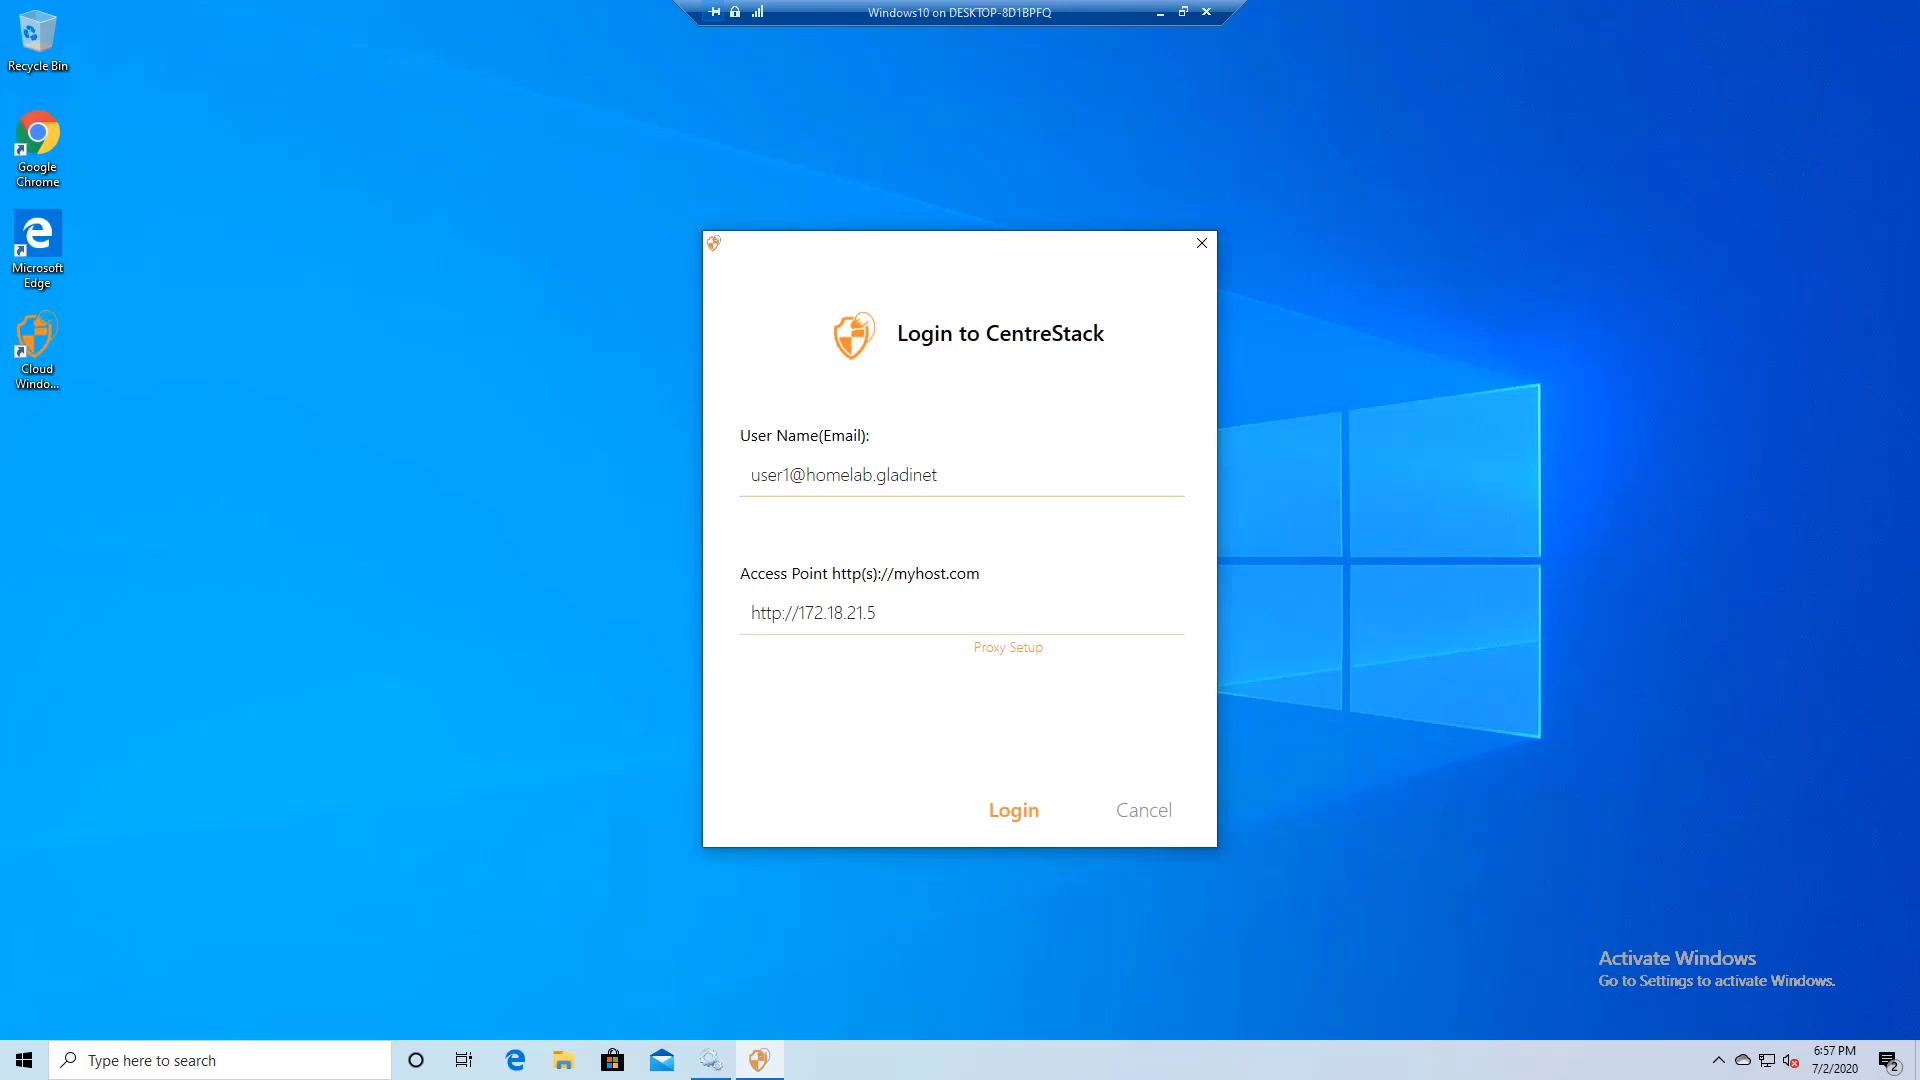 Windows10 on DESKTOP-8D1BPFQ
Recycle Bin
Google
Chrome
Microsoft
Edge
Cloud
Windo...
Login to CentreStack
User Name(Email):
user1@homelab.gladinet
Access Point http(s)://myhost.com
http://172.18.21.5
Proxy Setup
Login
Cancel
Activate Windows
Go to Settings to activate Windows.
Type here to search
6:57 PM
7/2/2020
2